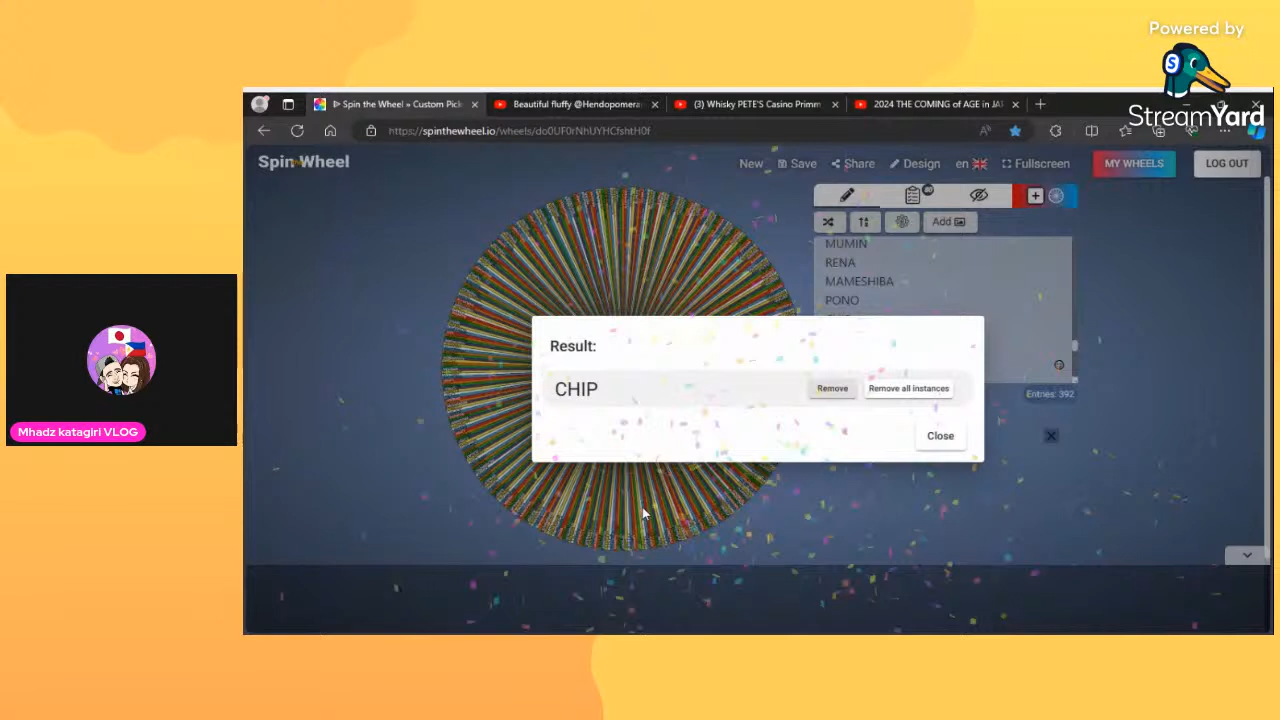 Powered by
StreamYard
Spin the Wheel » Custom Pick
Beautiful fluffy @Hendopomera
(3) Whisky PETE'S Casino Primm
2024 THE COMING of AGE in JA
https://spinthewheel.io/wheels/do0UF0rNhUYHCfshtH0f
Spin Wheel
New
Save
Share
Design
en
Fullscreen
MY WHEELS
LOG OUT
Add
MUMIN
RENA
MAMESHIBA
PONO
Result:
CHIP
Remove
Remove all instances
Entries: 392
Close
Mhadz katagiri VLOG